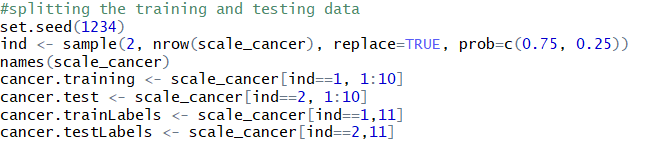 #splitting the training and testing data
set.seed(1234)
ind <- sample(2, nrow(scale_cancer), replace=TRUE, prob=c(0.75, 0.25))
names(scale_cancer)
cancer.training <- scale_cancer[ind==1, 1:10]
cancer.test <- scale_cancer[ind==2, 1:10]
cancer.trainLabels <- scale_cancer[ind==1,11]
cancer.testLabels <- scale_cancer[ind==2,11]